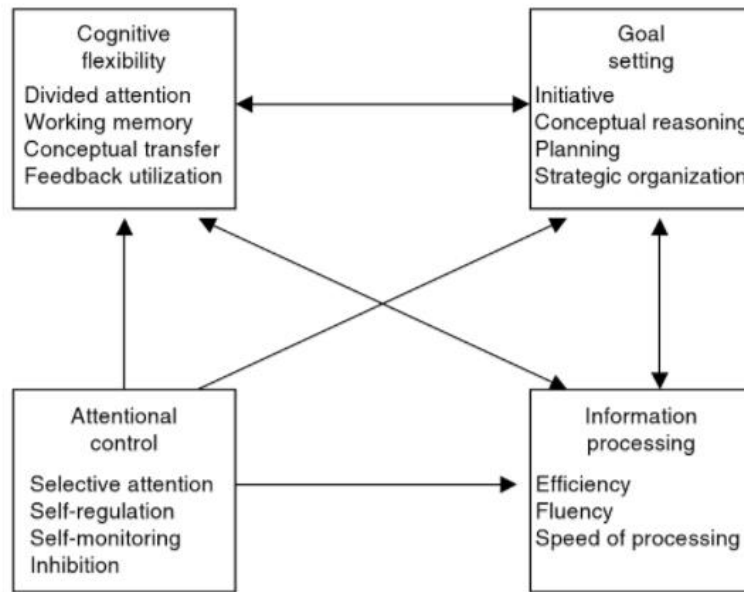 Cognitive
flexibility
Divided attention
Working memory
Conceptual transfer
Feedback utilization
Goal
setting
Initiative
Conceptual reasoning
Planning
Strategic organization
Attentional
control
Selective attention
Self-regulation
Self-monitoring
Inhibition
Information
processing
Efficiency
Fluency
Speed of processing